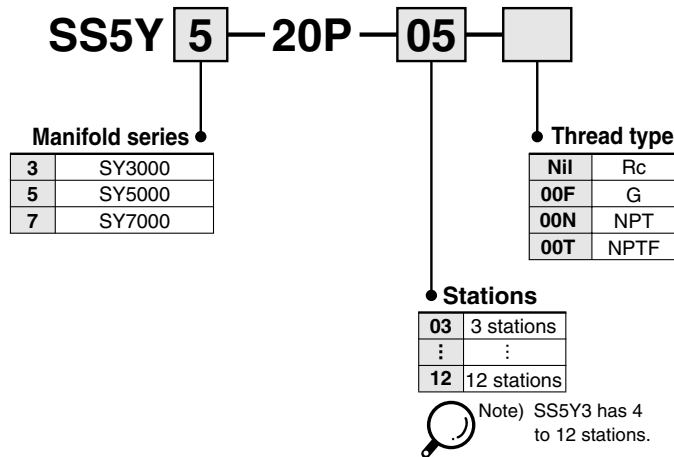 SS5Y 5 — 20P — 05 —
Manifold series
3 SY3000
5 SY5000
7 SY7000
Thread type
Nil Rc
00F G
00N NPT
00T NPTF
Stations
03 3 stations
⋮ ⋮
12 12 stations
Note) SS5Y3 has 4
to 12 stations.